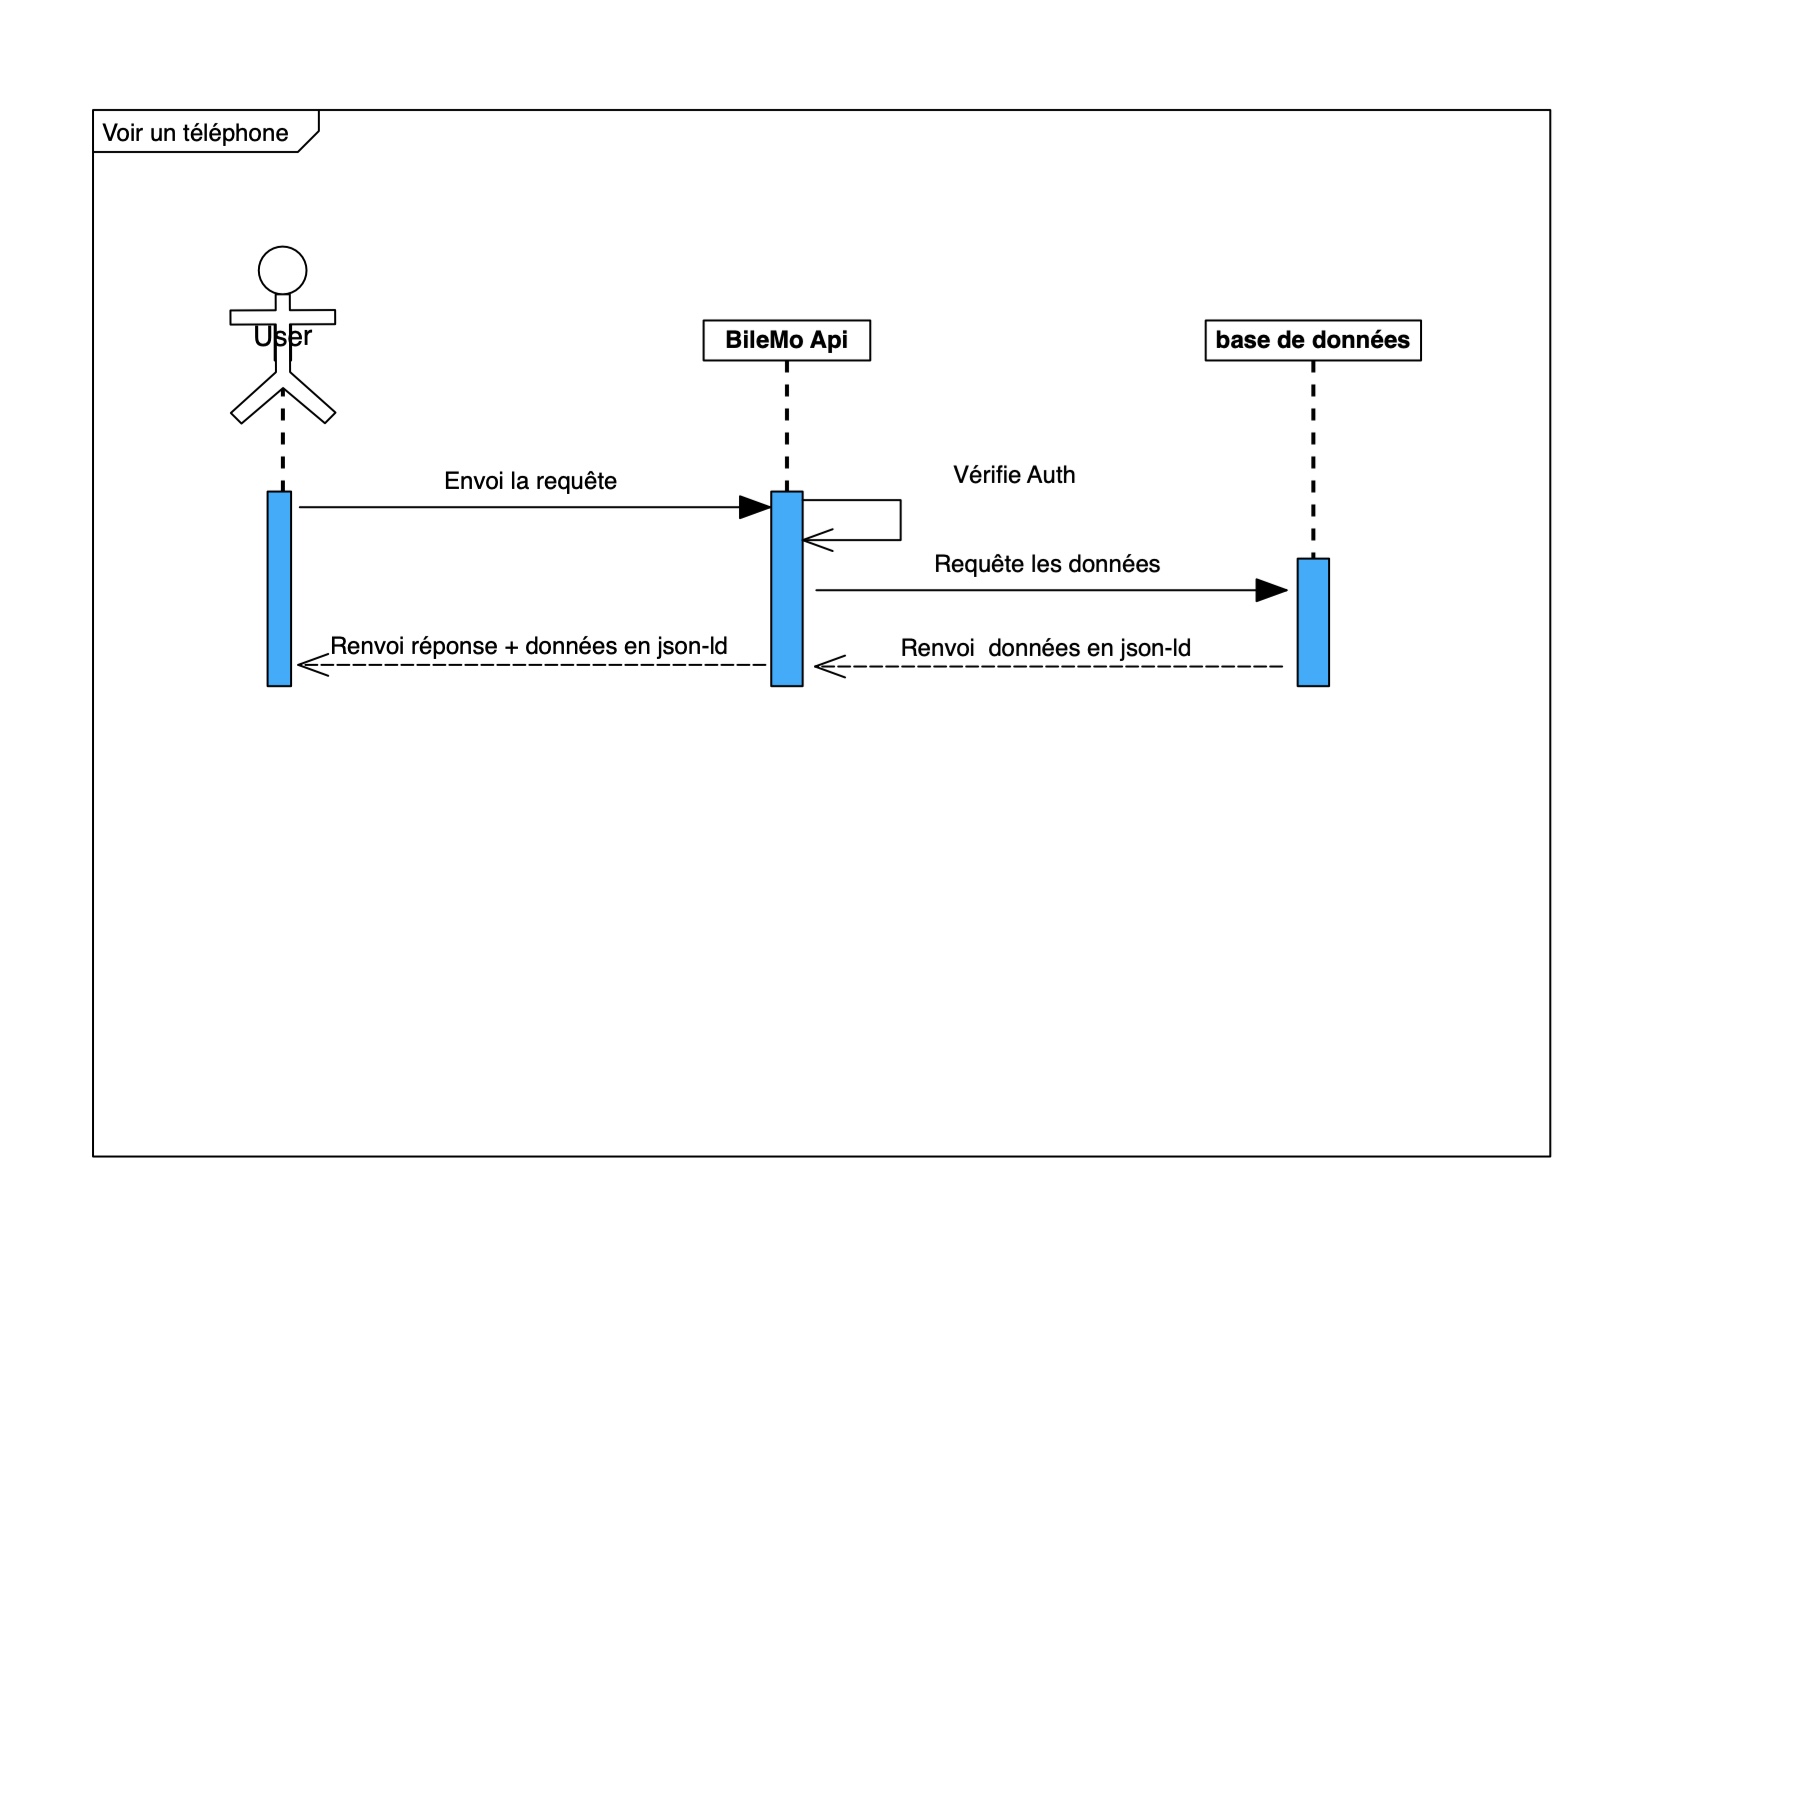 Voir un téléphone
User
BileMo Api
base de données
Envoi la requête
Vérifie Auth
Requête les données
Renvoi réponse + données en json-ld
Renvoi  données en json-ld